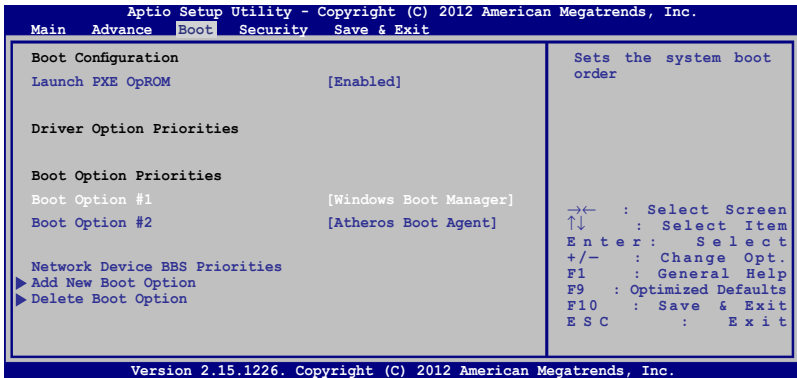 Aptio Setup Utility - Copyright (C) 2012 American Megatrends, Inc.
Main Advance Boot Security Save & Exit
Boot Configuration
Launch PXE OpROM [Enabled]
Driver Option Priorities
Boot Option Priorities
Boot Option #1 [Windows Boot Manager]
Boot Option #2 [Atheros Boot Agent]
Network Device BBS Priorities
Add New Boot Option
Delete Boot Option
Sets the system boot
order
→← : Select Screen
↑↓ : Select Item
Enter: Select
+/— : Change Opt.
F1 : General Help
F9 : Optimized Defaults
F10 : Save & Exit
ESC : Exit
Version 2.15.1226. Copyright (C) 2012 American Megatrends, Inc.